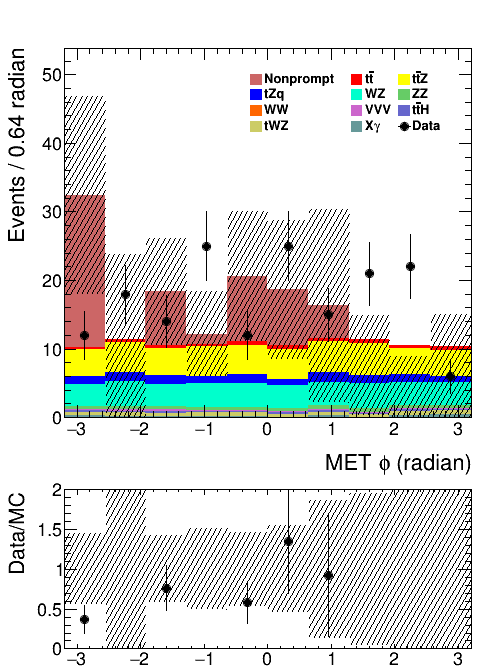 Events / 0.64 radian
50
40
30
20
10
0
Nonprompt tt̄ tt̄Z
tZq WZ ZZ
WW VVV tt̄H
tWZ Xγ Data
−3 −2 −1 0 1 2 3
MET ϕ (radian)
Data/MC
2
1.5
1
0.5
0
−3 −2 −1 0 1 2 3